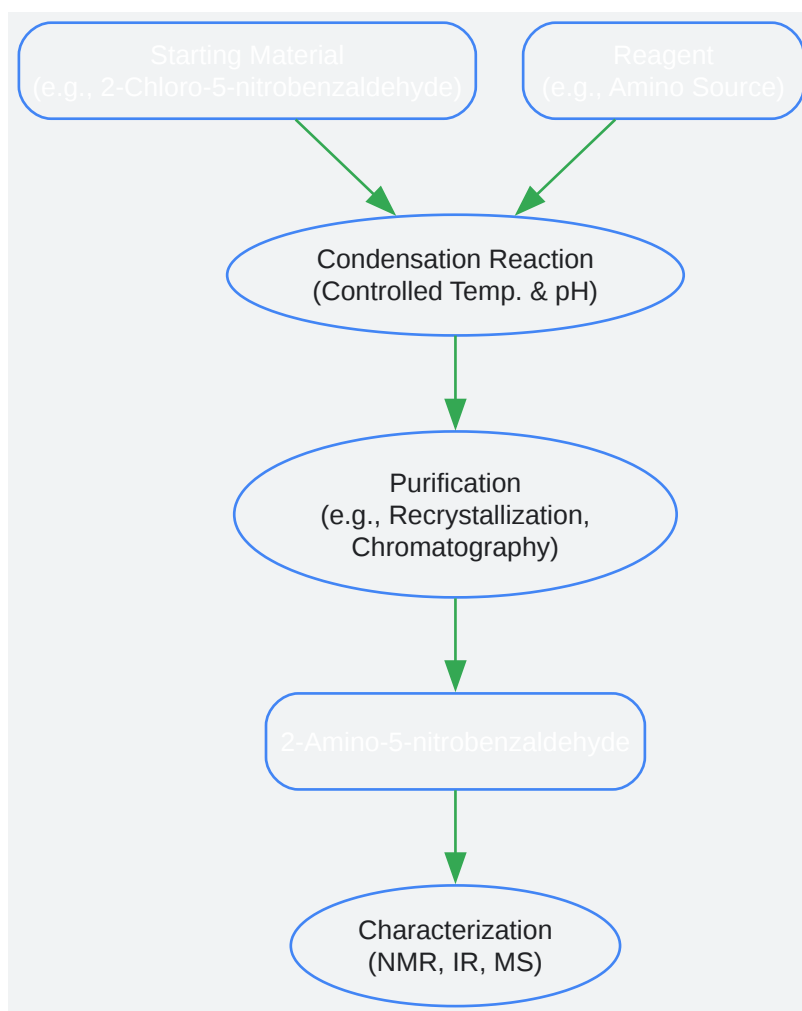 Starting Material
(e.g., 2-Chloro-5-nitrobenzaldehyde)
Reagent
(e.g., Amino Source)
Condensation Reaction
(Controlled Temp. & pH)
Purification
(e.g., Recrystallization,
Chromatography)
2-Amino-5-nitrobenzaldehyde
Characterization
(NMR, IR, MS)